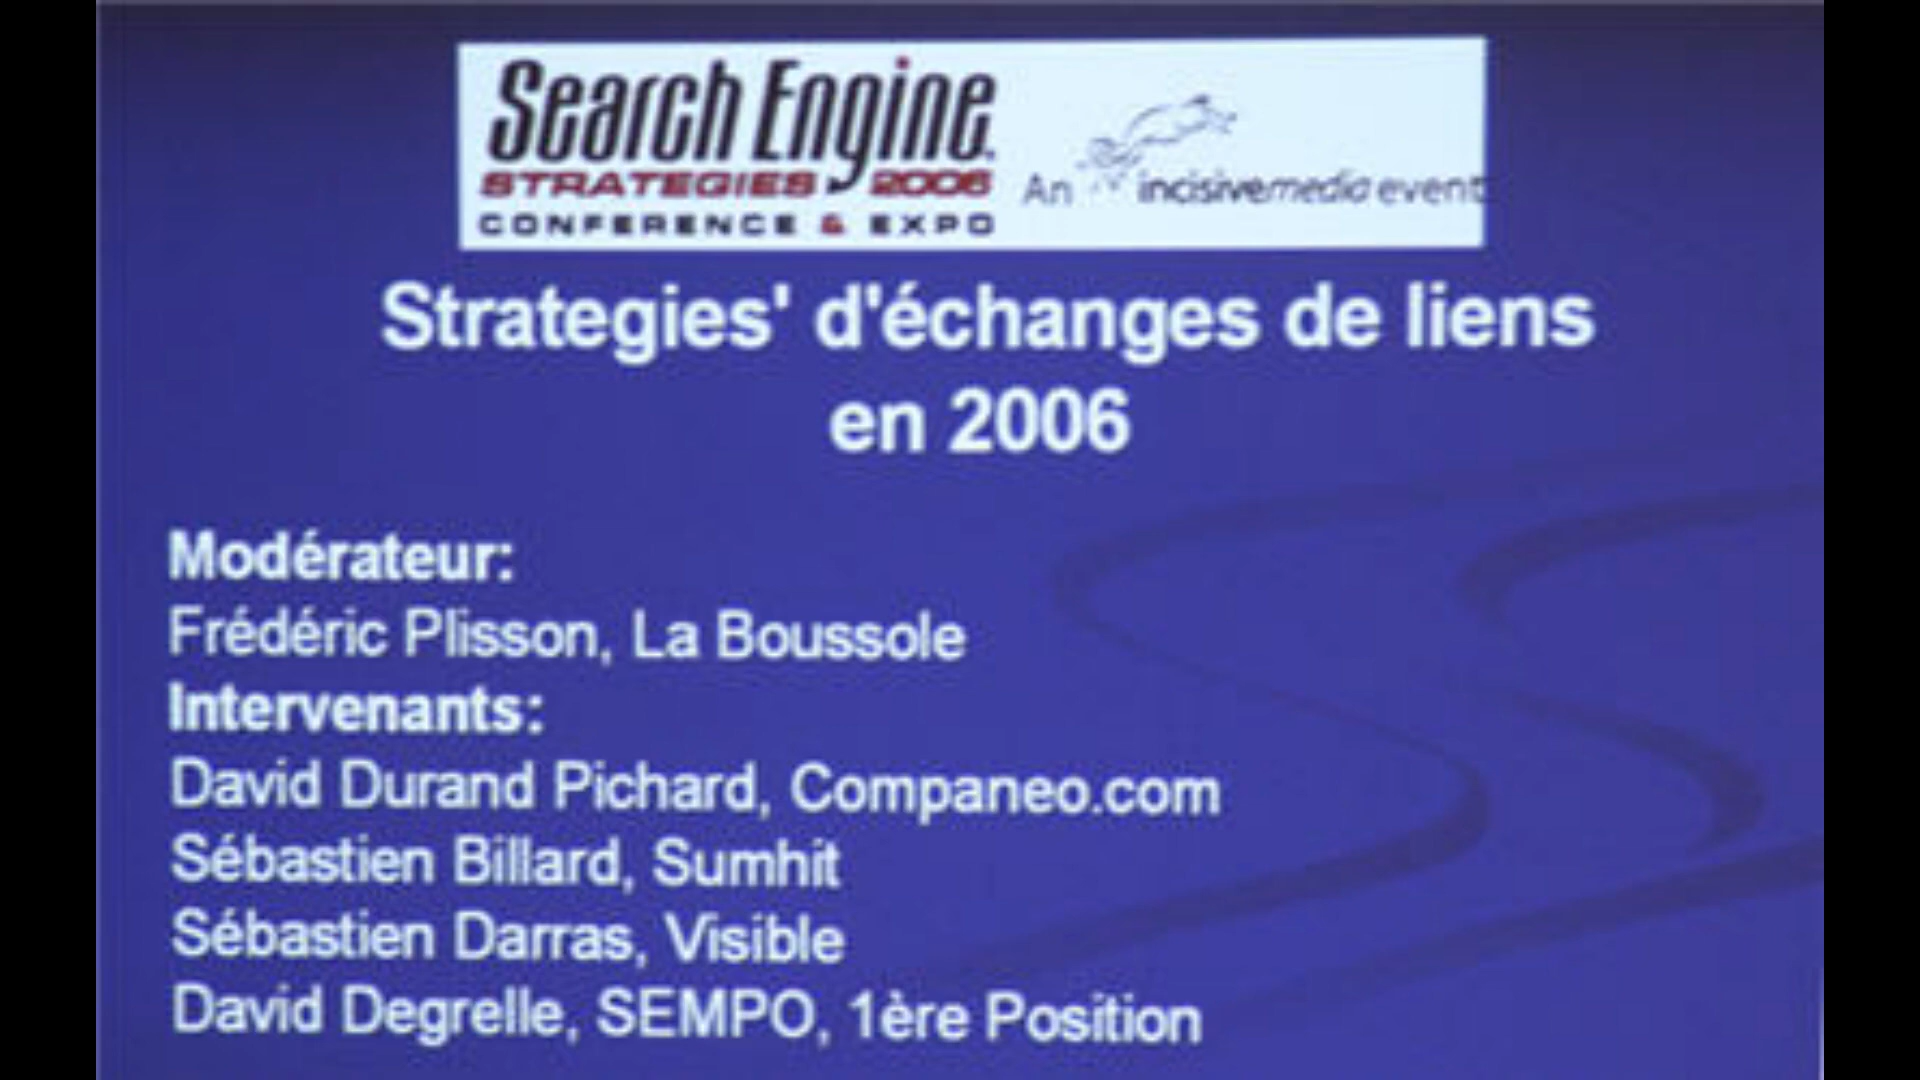 Search Engine
STRATEGIES 2006
CONFERENCE & EXPO
An incisivemedia event
Strategies' d'échanges de liens
en 2006
Modérateur:
Frédéric Plisson, La Boussole
Intervenants:
David Durand Pichard, Companeo.com
Sébastien Billard, Sumhit
Sébastien Darras, Visible
David Degrelle, SEMPO, 1ère Position